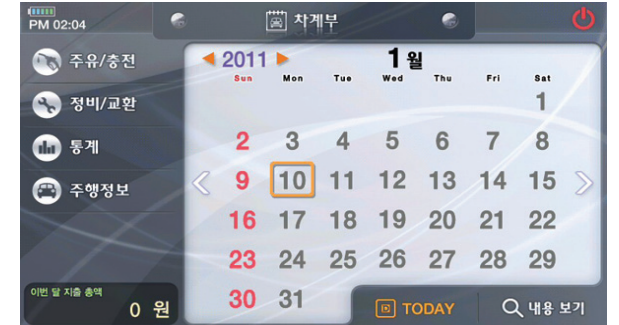 PM 02:04
차계부
주유/충전
정비/교환
통계
주행정보
이번 달 지출 총액
0 원
2011
1 월
Sun Mon Tue Wed Thu Fri Sat
1
2 3 4 5 6 7 8
9 10 11 12 13 14 15
16 17 18 19 20 21 22
23 24 25 26 27 28 29
30 31
TODAY
내용 보기